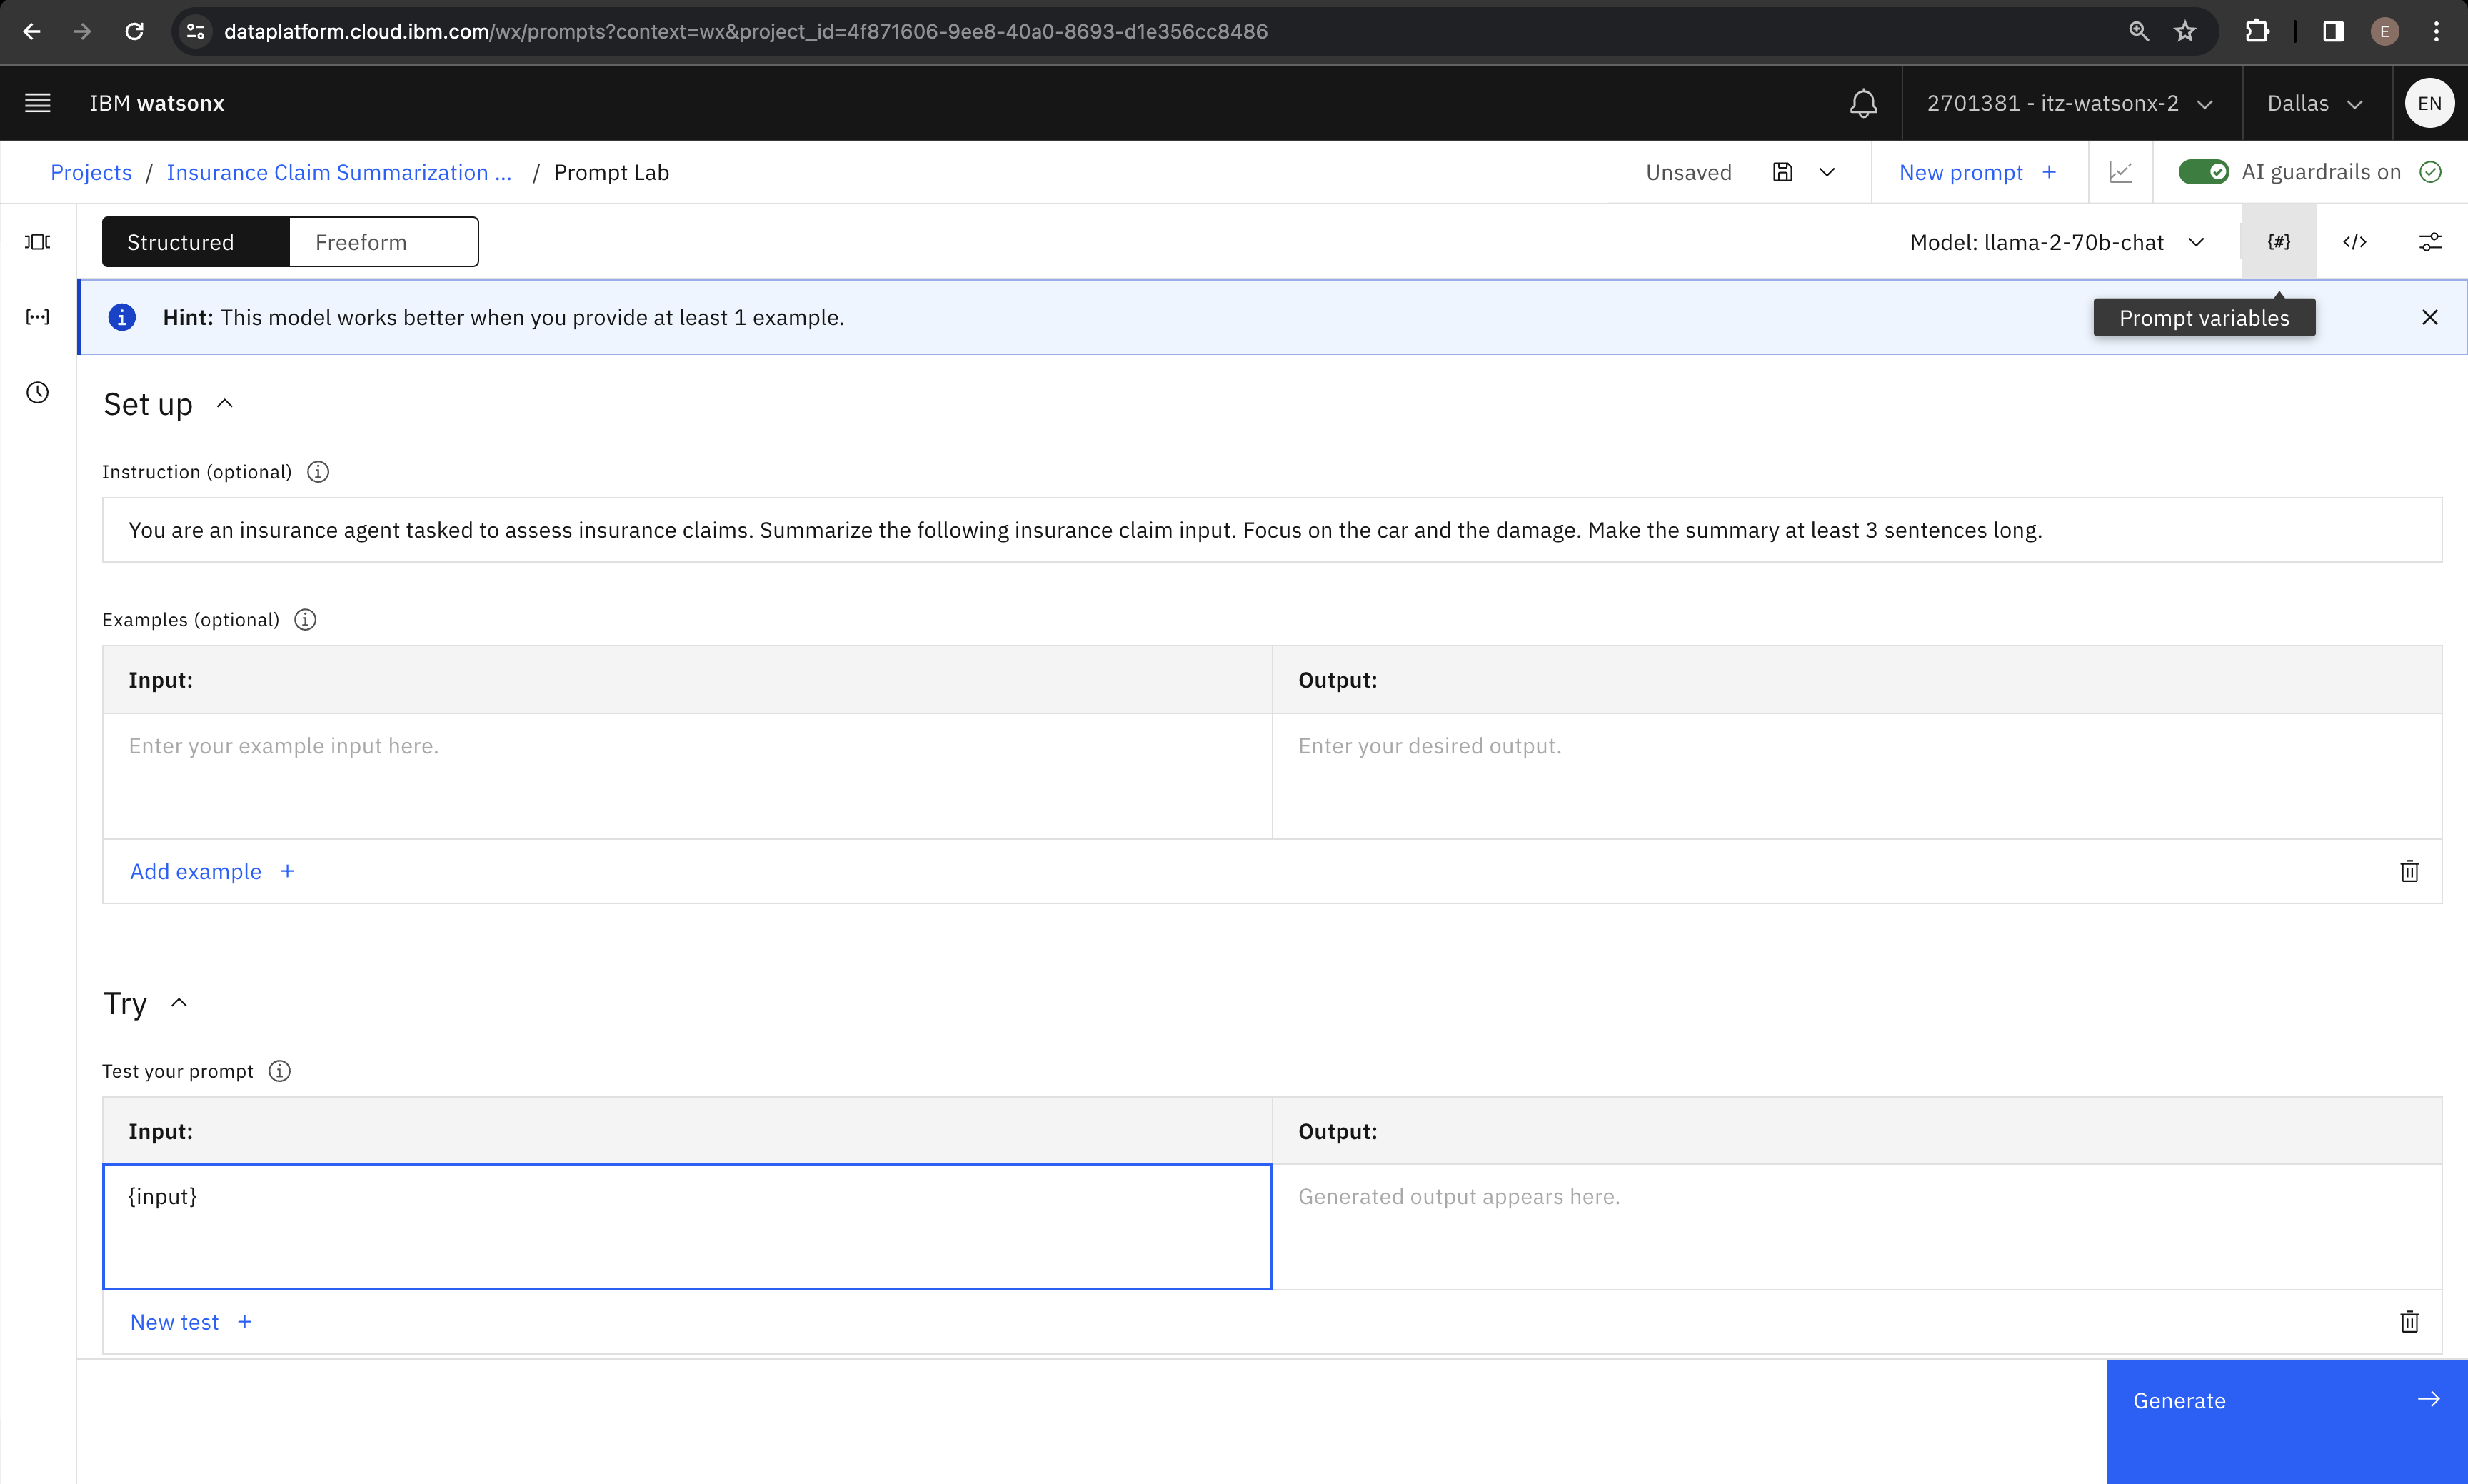 dataplatform.cloud.ibm.com/wx/prompts?context=wx&project_id=4f871606-9ee8-40a0-8693-d1e356cc8486
E
IBM watsonx
2701381 - itz-watsonx-2
Dallas
EN
Projects / Insurance Claim Summarization ... / Prompt Lab
Unsaved
New prompt +
AI guardrails on
Structured
Freeform
Model: llama-2-70b-chat
{#}
</>
Hint: This model works better when you provide at least 1 example.
Prompt variables
Set up
Instruction (optional)
You are an insurance agent tasked to assess insurance claims. Summarize the following insurance claim input. Focus on the car and the damage. Make the summary at least 3 sentences long.
Examples (optional)
Input:
Output:
Enter your example input here.
Enter your desired output.
Add example +
Try
Test your prompt
Input:
Output:
{input}
Generated output appears here.
New test +
Generate